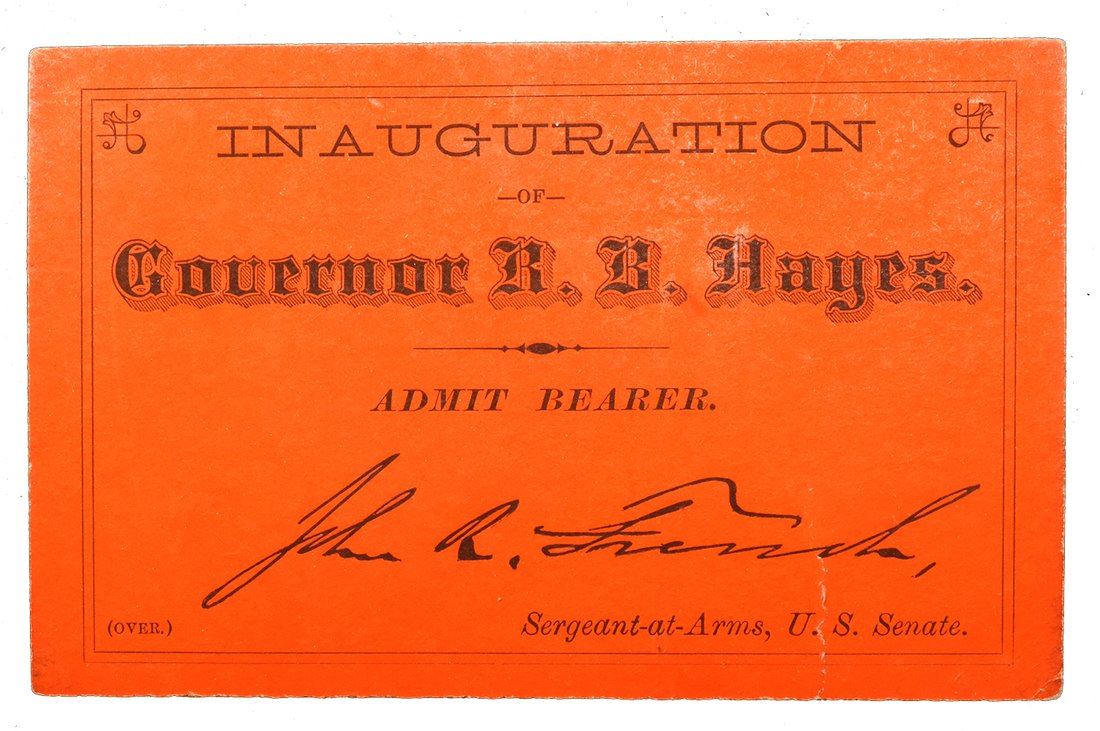 INAUGURATION
—OF—
Governor R. B. Hayes.
ADMIT BEARER.
John R. French,
(OVER.)
Sergeant-at-Arms, U. S. Senate.